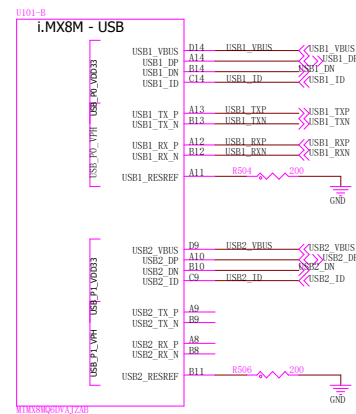 U101-B
i.MX8M - USB
USB_P0_VDD33
USB_P0_VPH
USB1_VBUS D14 USB1_VBUS USB1_VBUS
USB1_DP A14 USB1_DP
USB1_DN B14 USB1_DN
USB1_ID C14 USB1_ID USB1_ID
USB1_TX_P A13 USB1_TXP USB1_TXP
USB1_TX_N B13 USB1_TXN USB1_TXN
USB1_RX_P A12 USB1_RXP USB1_RXP
USB1_RX_N B12 USB1_RXN USB1_RXN
USB1_RESREF A11 R504 200
GND
USB_P1_VDD33
USB_P1_VPH
USB2_VBUS D9 USB2_VBUS USB2_VBUS
USB2_DP A10 USB2_DP
USB2_DN B10 USB2_DN
USB2_ID C9 USB2_ID USB2_ID
USB2_TX_P A9
USB2_TX_N B9
USB2_RX_P A8
USB2_RX_N B8
USB2_RESREF B11 R506 200
GND
MIMX8MQ6DVAJZAB